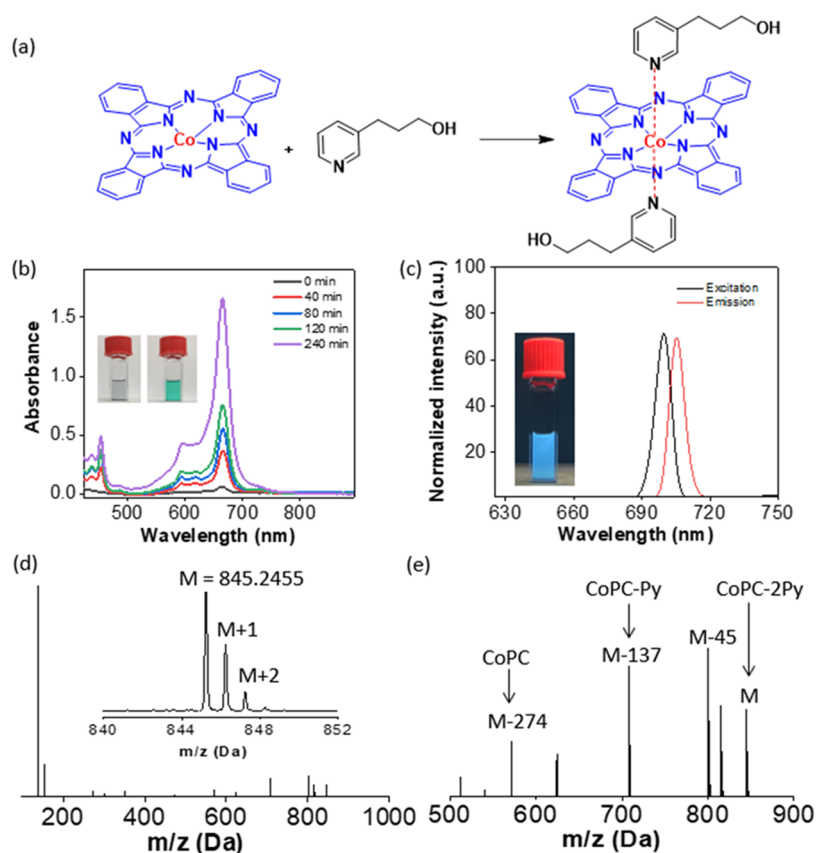 (a)
OH
N
N
N
N
N
N
N
N
N
Co
+
N
OH
N
N
N
N
N
N
N
N
Co
N
HO
(b)
Absorbance
1.5
1.0
0.5
0.0
0 min
40 min
80 min
120 min
240 min
500 600 700 800
Wavelength (nm)
(c)
Normalized intensity (a.u.)
100
80
60
40
20
Excitation
Emission
630 660 690 720 750
Wavelength (nm)
(d)
M = 845.2455
M+1
M+2
840 844 848 852
m/z (Da)
200 400 600 800 1000
m/z (Da)
(e)
CoPC-Py
CoPC-2Py
CoPC
M-137
M-45
M-274
M
500 600 700 800 900
m/z (Da)